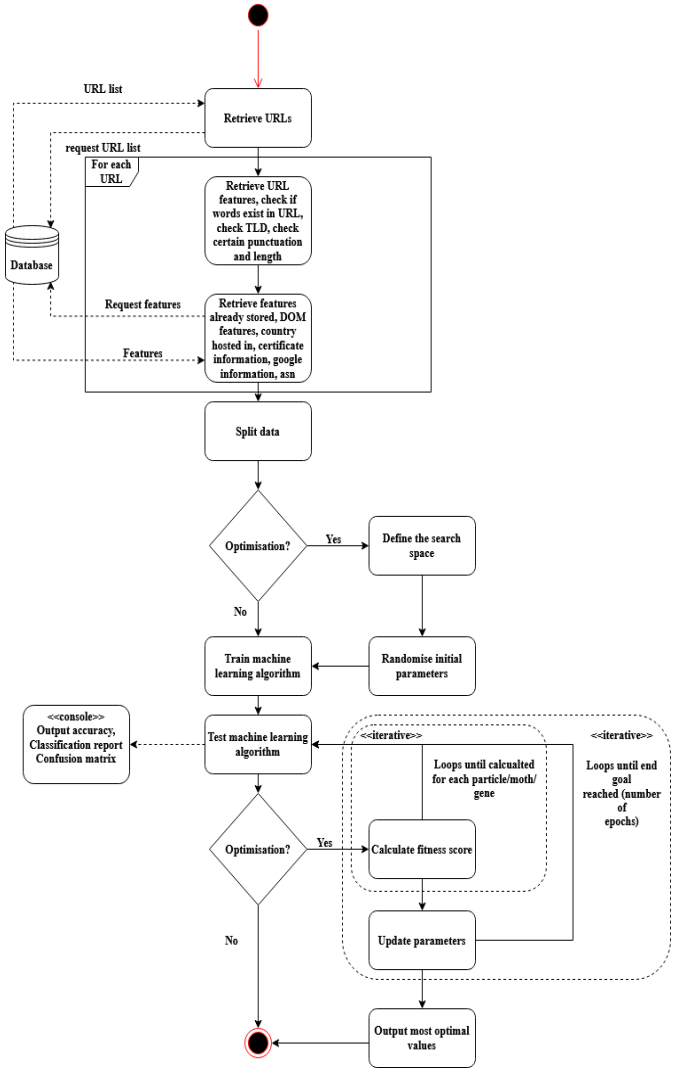 URL list
Retrieve URLs
request URL list
For each
URL
Retrieve URL
features, check if
words exist in URL,
check TLD, check
certain punctuation
and length
Database
Request features
Retrieve features
already stored, DOM
features, country
hosted in, certificate
information, google
information, asn
Features
Split data
Optimisation?
Yes
Define the search
space
No
Train machine
learning algorithm
Randomise initial
parameters
<<console>>
Output accuracy,
Classification report
Confusion matrix
Test machine learning
algorithm
<<iterative>>
Loops until calcualted
for each particle/moth/
gene
<<iterative>>
Loops until end
goal
reached (number
of
epochs)
Optimisation?
Yes
Calculate fitness score
No
Update parameters
Output most optimal
values